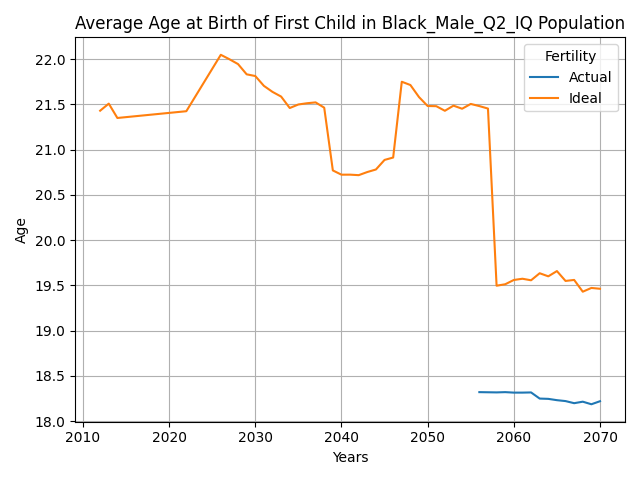 Average Age at Birth of First Child in Black_Male_Q2_IQ Population
Fertility
Actual
Ideal
22.0
21.5
21.0
20.5
20.0
19.5
19.0
18.5
18.0
Age
2010 2020 2030 2040 2050 2060 2070
Years